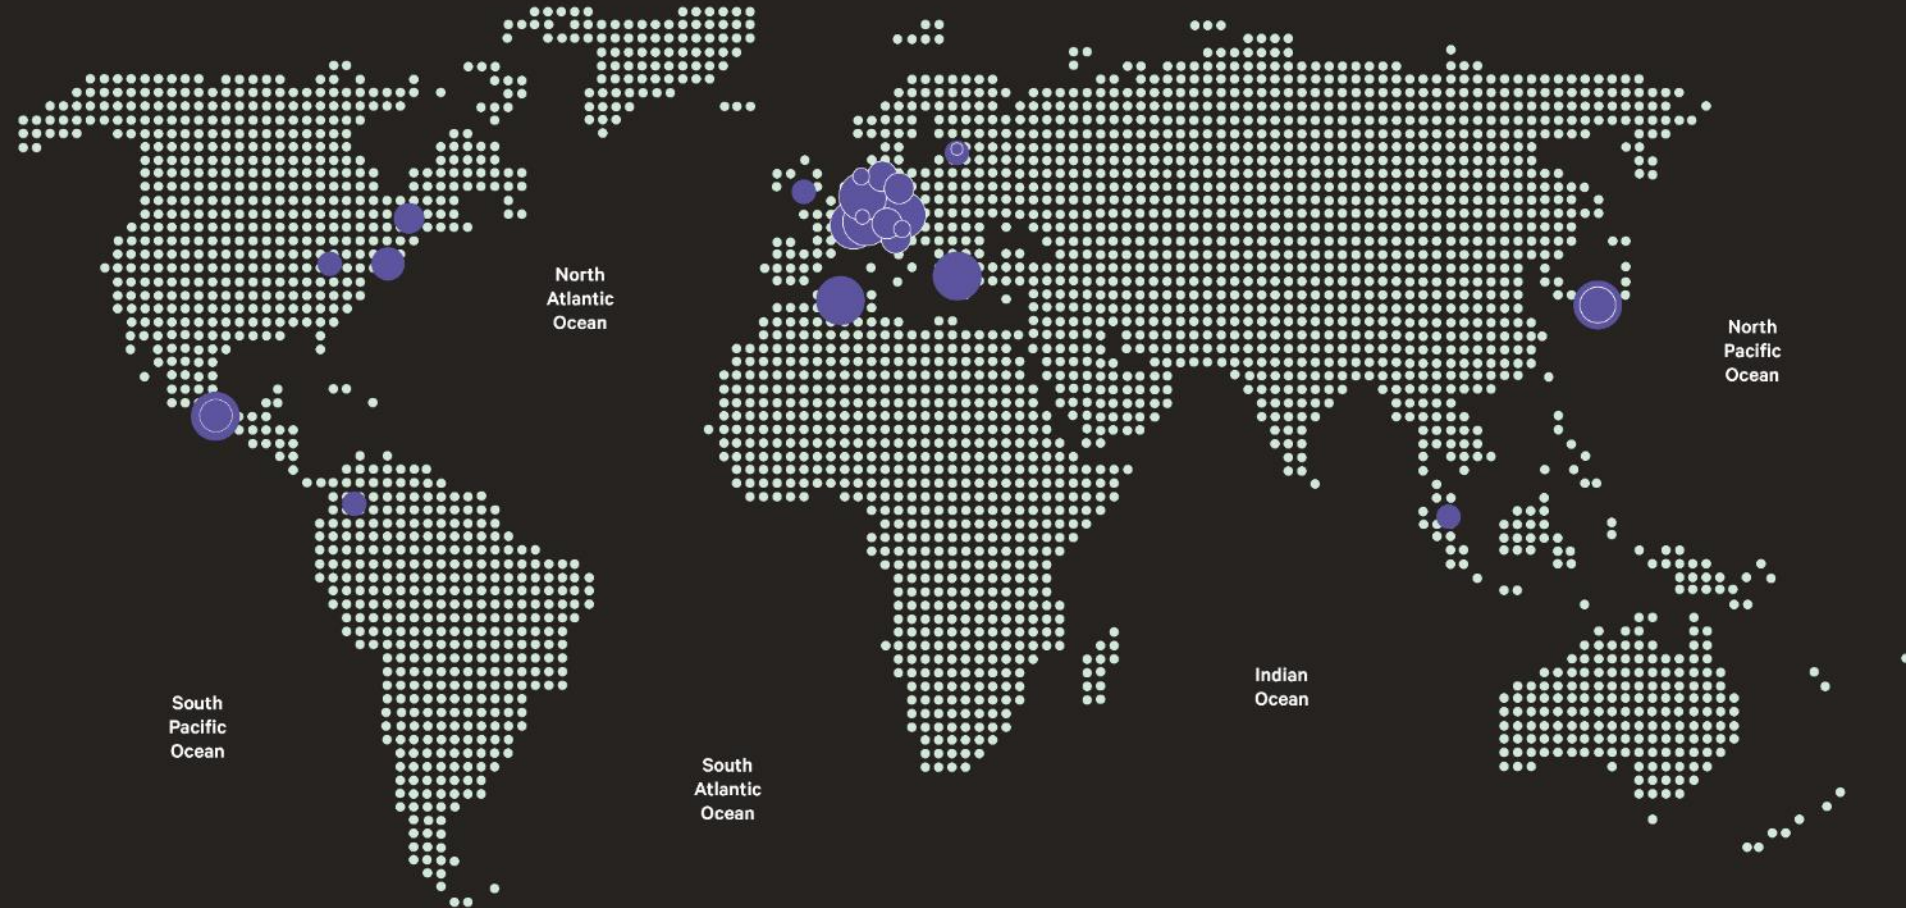 North
Atlantic
Ocean
North
Pacific
Ocean
Indian
Ocean
South
Pacific
Ocean
South
Atlantic
Ocean